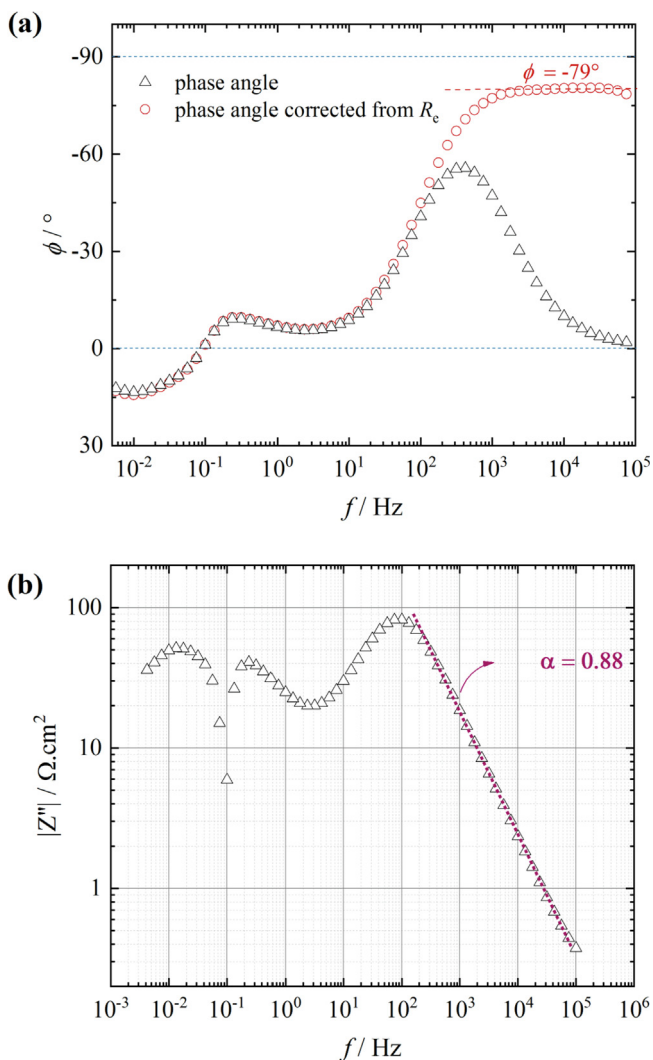 (a)
-90
-60
-30
0
30
ϕ / °
phase angle
phase angle corrected from Re
ϕ = -79°
10⁻² 10⁻¹ 10⁰ 10¹ 10² 10³ 10⁴ 10⁵
f / Hz
(b)
100
10
1
|Z"| / Ω.cm²
α = 0.88
10⁻³ 10⁻² 10⁻¹ 10⁰ 10¹ 10² 10³ 10⁴ 10⁵ 10⁶
f / Hz